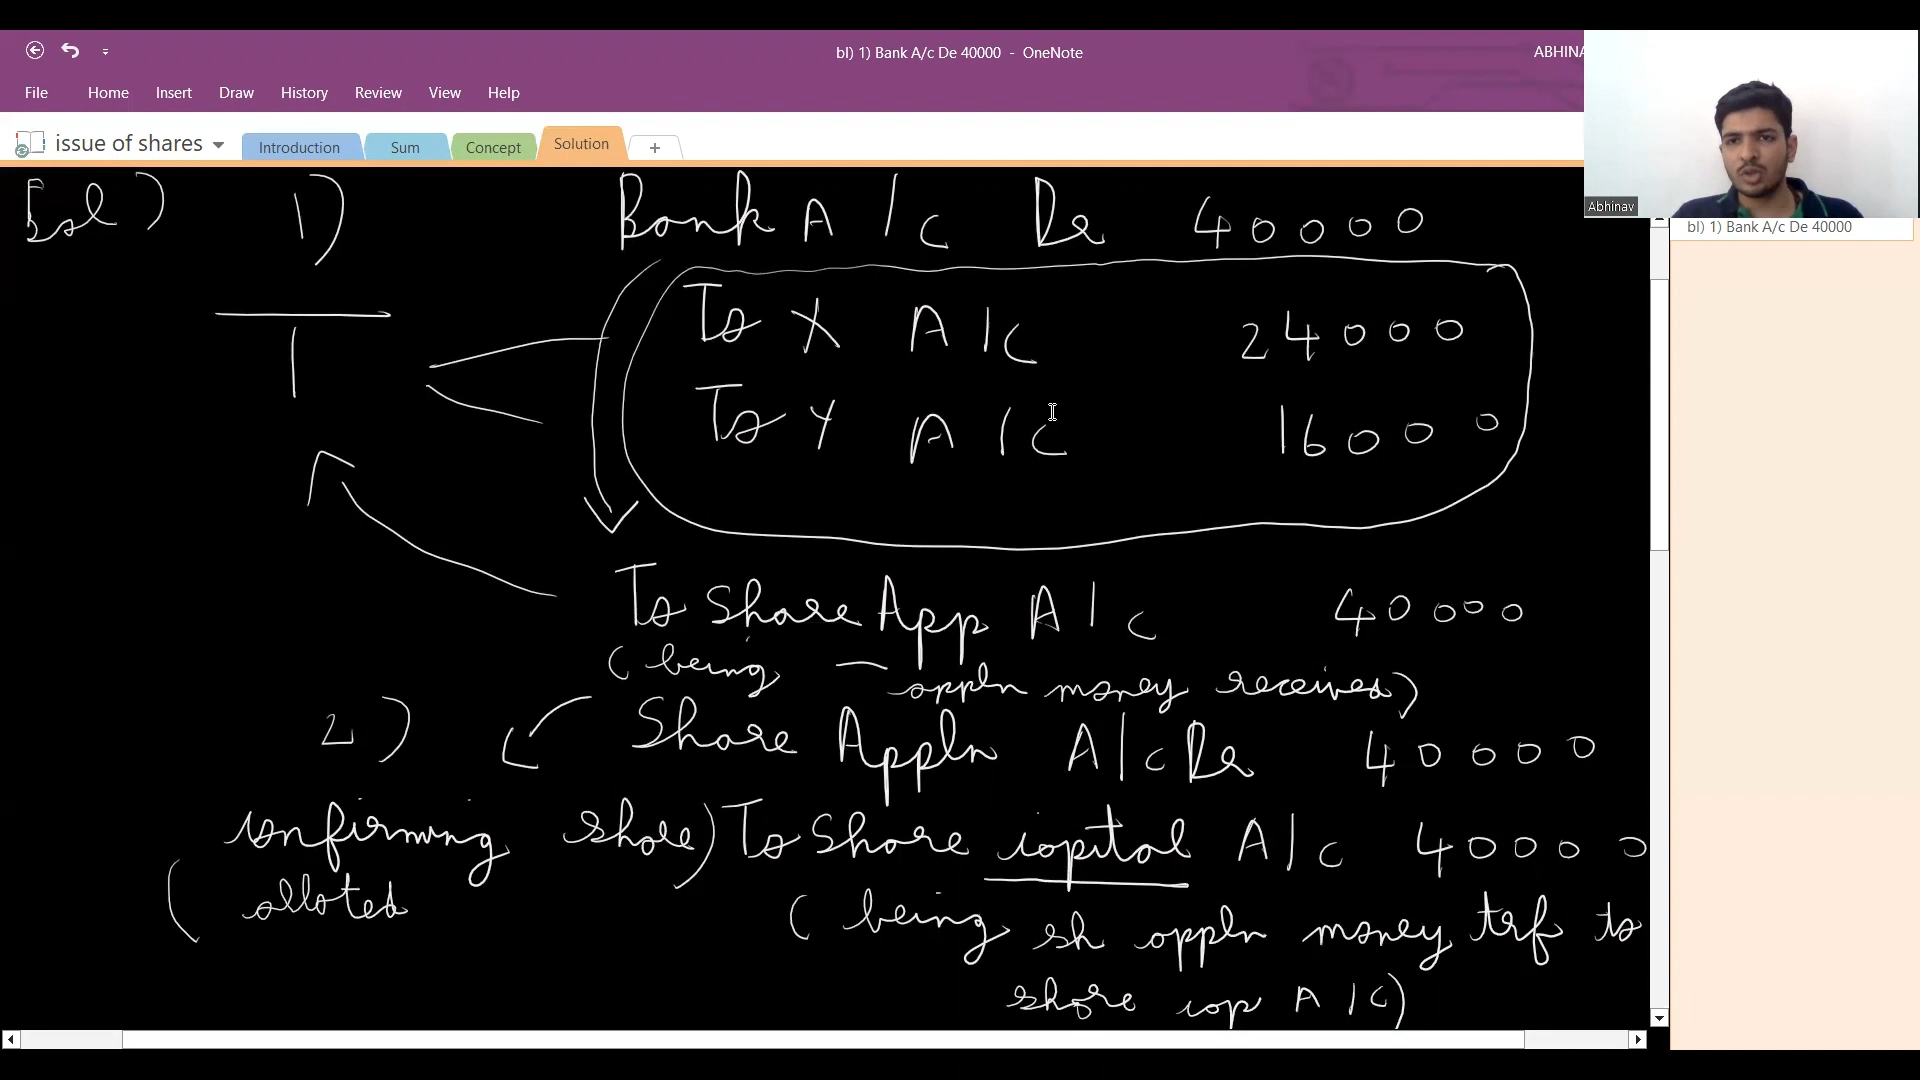 bl) 1) Bank A/c De 40000 - OneNote
ABHINA
File Home Insert Draw History Review View Help
issue of shares Introduction Sum Concept Solution +
Abhinav
bl) 1) Bank A/c De 40000
1) Bank A/c Dr 40000
To X A/c 24000
To Y A/c 16000
To Share App A/c 40000
(being — appln money received)
2) Share Appln A/c Dr 40000
To Share capital A/c 40000
(confirming share alloted)
(being sh appln money trf to
share cap A/c)